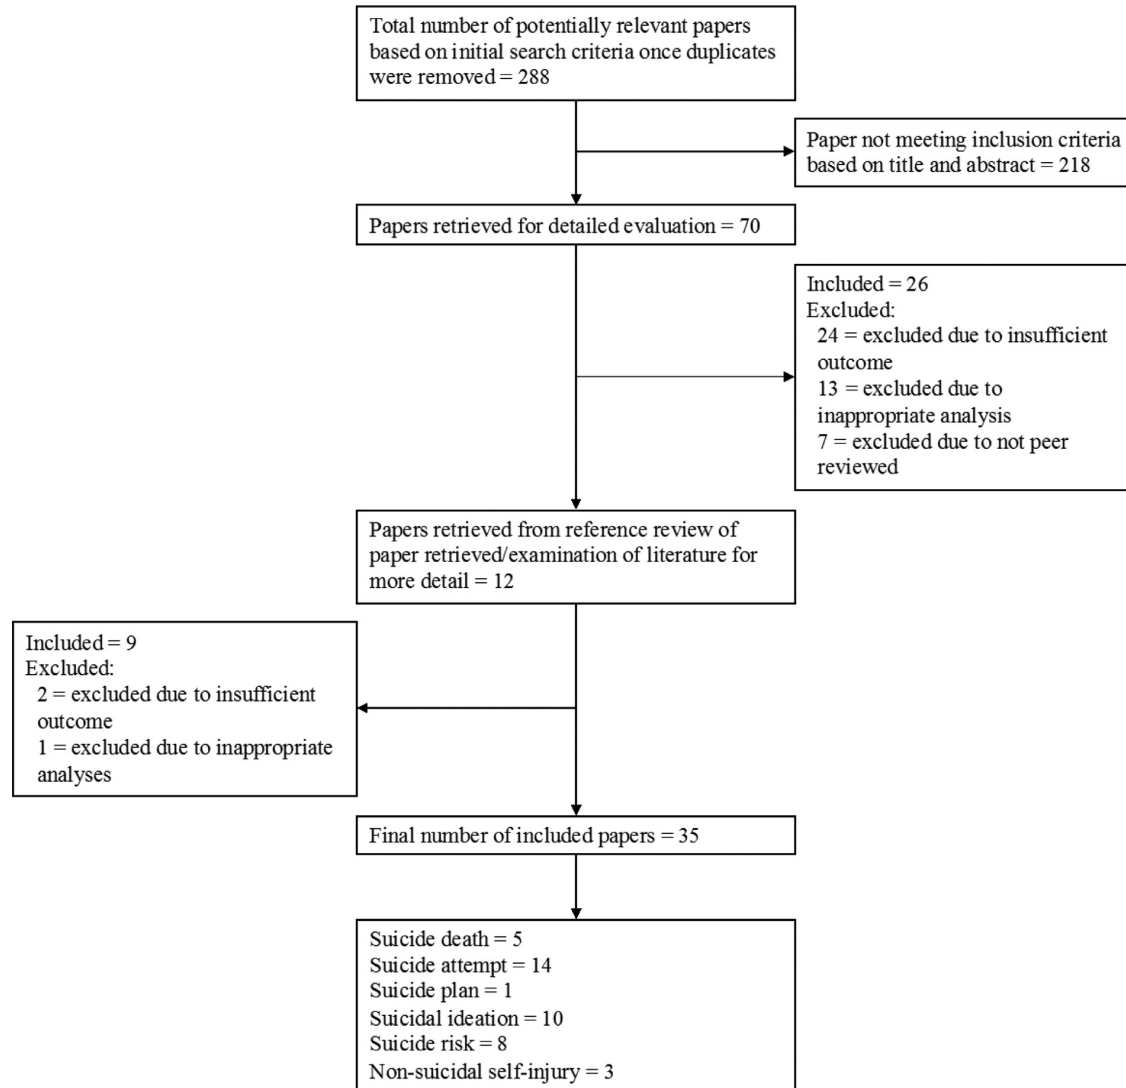 Total number of potentially relevant papers
based on initial search criteria once duplicates
were removed = 288
Paper not meeting inclusion criteria
based on title and abstract = 218
Papers retrieved for detailed evaluation = 70
Included = 26
Excluded:
24 = excluded due to insufficient
outcome
13 = excluded due to
inappropriate analysis
7 = excluded due to not peer
reviewed
Papers retrieved from reference review of
paper retrieved/examination of literature for
more detail = 12
Included = 9
Excluded:
2 = excluded due to insufficient
outcome
1 = excluded due to inappropriate
analyses
Final number of included papers = 35
Suicide death = 5
Suicide attempt = 14
Suicide plan = 1
Suicidal ideation = 10
Suicide risk = 8
Non-suicidal self-injury = 3